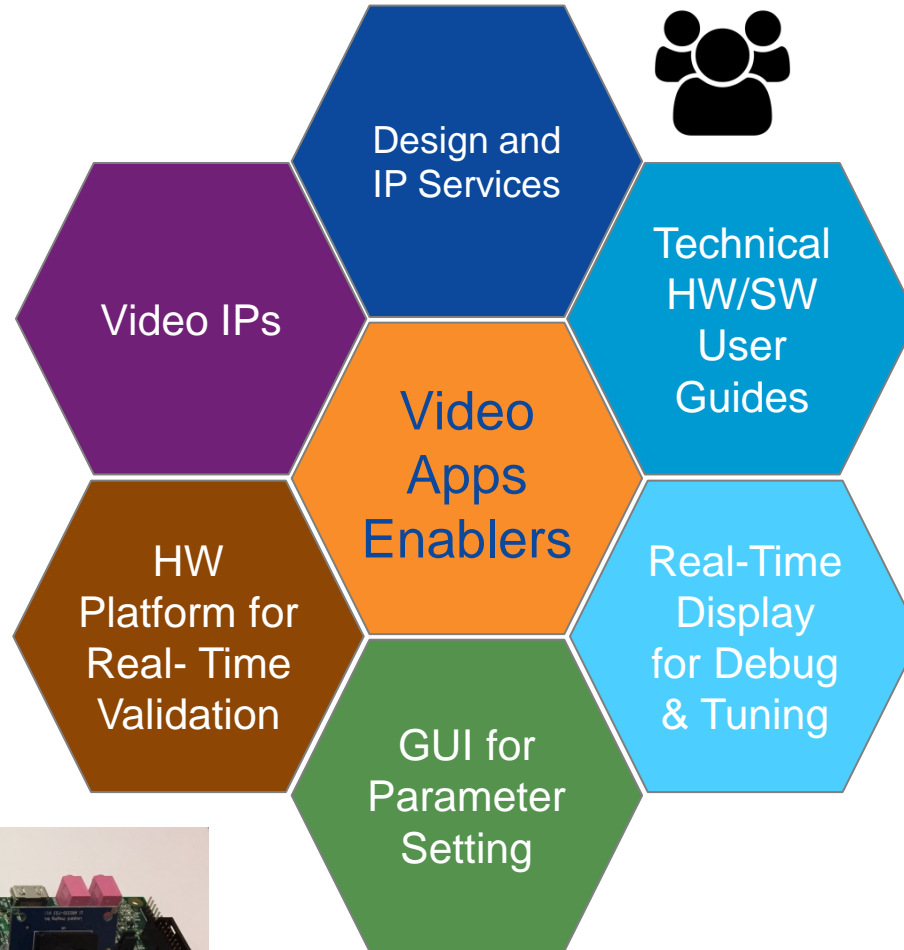 Design and
IP Services
Video IPs
Technical
HW/SW
User
Guides
Video
Apps
Enablers
HW
Platform for
Real- Time
Validation
Real-Time
Display
for Debug
& Tuning
GUI for
Parameter
Setting